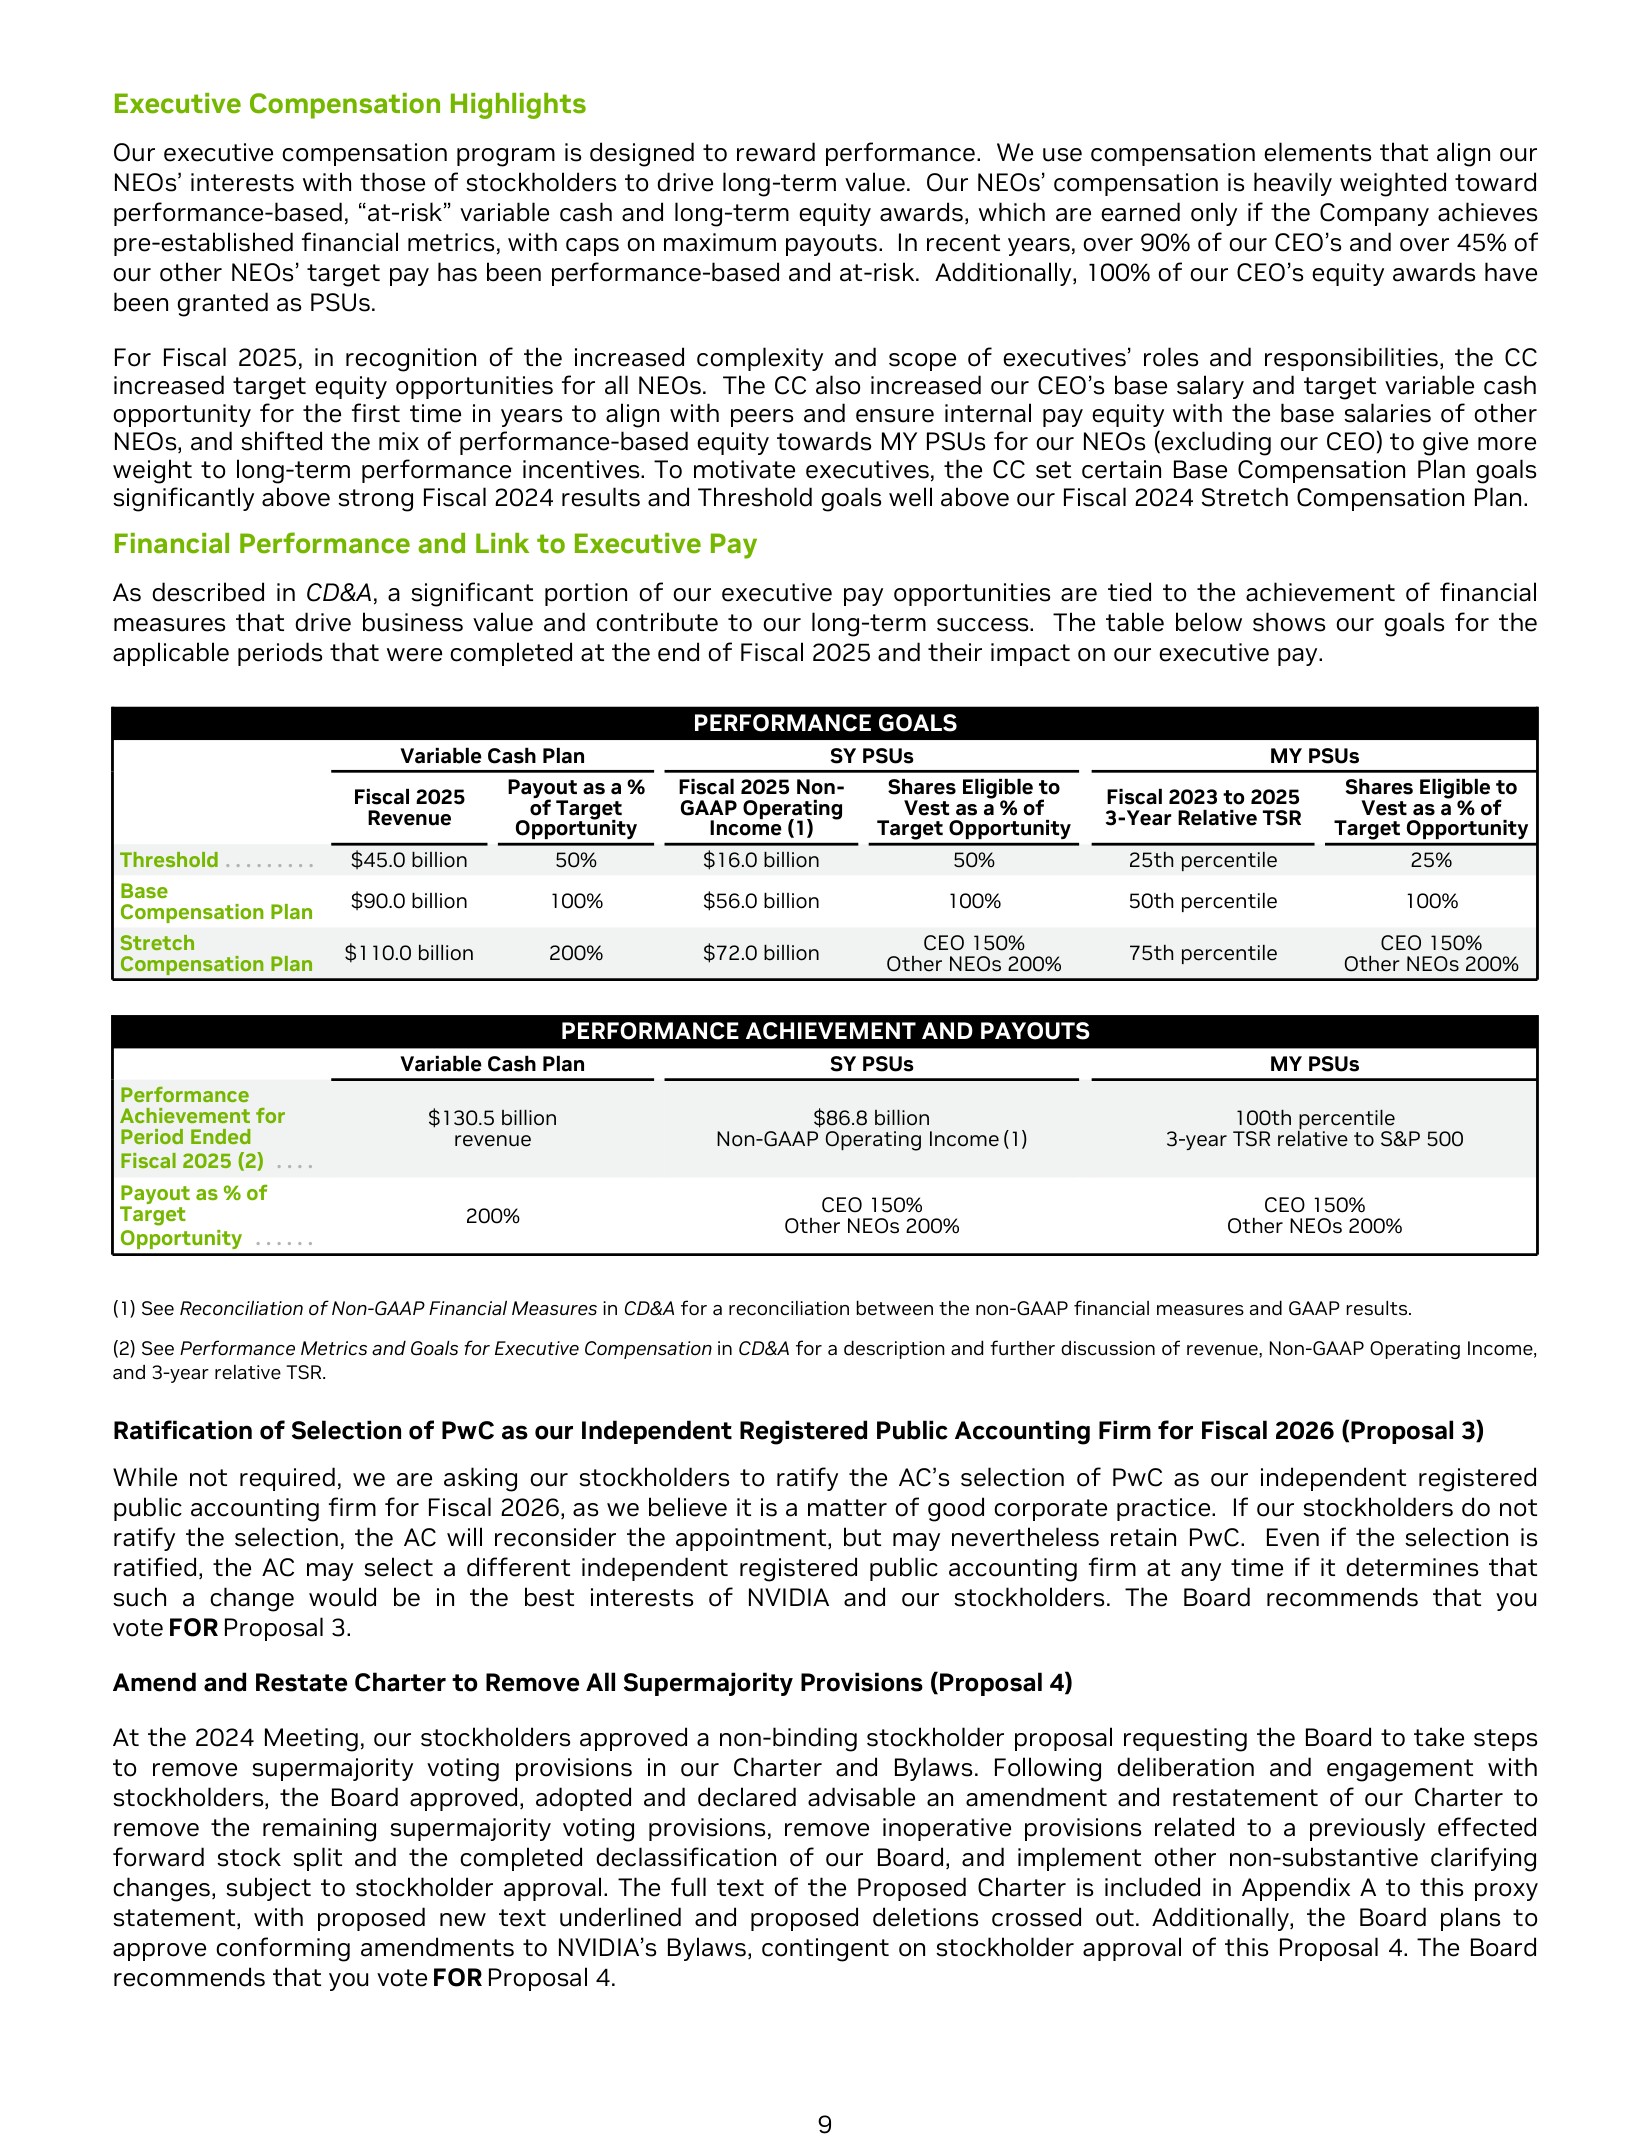 Executive Compensation Highlights
Our executive compensation program is designed to reward performance. We use compensation elements that align our
NEOs’ interests with those of stockholders to drive long-term value. Our NEOs’ compensation is heavily weighted toward
performance-based, “at-risk” variable cash and long-term equity awards, which are earned only if the Company achieves
pre-established financial metrics, with caps on maximum payouts. In recent years, over 90% of our CEO’s and over 45% of
our other NEOs’ target pay has been performance-based and at-risk. Additionally, 100% of our CEO’s equity awards have
been granted as PSUs.
For Fiscal 2025, in recognition of the increased complexity and scope of executives’ roles and responsibilities, the CC
increased target equity opportunities for all NEOs. The CC also increased our CEO’s base salary and target variable cash
opportunity for the first time in years to align with peers and ensure internal pay equity with the base salaries of other
NEOs, and shifted the mix of performance-based equity towards MY PSUs for our NEOs (excluding our CEO) to give more
weight to long-term performance incentives. To motivate executives, the CC set certain Base Compensation Plan goals
significantly above strong Fiscal 2024 results and Threshold goals well above our Fiscal 2024 Stretch Compensation Plan.
Financial Performance and Link to Executive Pay
As described in CD&A, a significant portion of our executive pay opportunities are tied to the achievement of financial
measures that drive business value and contribute to our long-term success. The table below shows our goals for the
applicable periods that were completed at the end of Fiscal 2025 and their impact on our executive pay.
PERFORMANCE GOALS
Variable Cash Plan SY PSUs MY PSUs
Fiscal 2025
Revenue
Payout as a %
of Target
Opportunity
Fiscal 2025 Non-
GAAP Operating
Income (1)
Shares Eligible to
Vest as a % of
Target Opportunity
Fiscal 2023 to 2025
3-Year Relative TSR
Shares Eligible to
Vest as a % of
Target Opportunity
Threshold . . . . . . . . . $45.0 billion 50% $16.0 billion 50% 25th percentile 25%
Base
Compensation Plan
$90.0 billion 100% $56.0 billion 100% 50th percentile 100%
Stretch
Compensation Plan
$110.0 billion 200% $72.0 billion
CEO 150%
Other NEOs 200%
75th percentile
CEO 150%
Other NEOs 200%
PERFORMANCE ACHIEVEMENT AND PAYOUTS
Variable Cash Plan SY PSUs MY PSUs
Performance
Achievement for
Period Ended
Fiscal 2025 (2) . . . .
$130.5 billion
revenue
$86.8 billion
Non-GAAP Operating Income (1)
100th percentile
3-year TSR relative to S&P 500
Payout as % of
Target
Opportunity . . . . . .
200%
CEO 150%
Other NEOs 200%
CEO 150%
Other NEOs 200%
(1) See Reconciliation of Non-GAAP Financial Measures in CD&A for a reconciliation between the non-GAAP financial measures and GAAP results.
(2) See Performance Metrics and Goals for Executive Compensation in CD&A for a description and further discussion of revenue, Non-GAAP Operating Income,
and 3-year relative TSR.
Ratification of Selection of PwC as our Independent Registered Public Accounting Firm for Fiscal 2026 (Proposal 3)
While not required, we are asking our stockholders to ratify the AC’s selection of PwC as our independent registered
public accounting firm for Fiscal 2026, as we believe it is a matter of good corporate practice. If our stockholders do not
ratify the selection, the AC will reconsider the appointment, but may nevertheless retain PwC. Even if the selection is
ratified, the AC may select a different independent registered public accounting firm at any time if it determines that
such a change would be in the best interests of NVIDIA and our stockholders. The Board recommends that you
vote FOR Proposal 3.
Amend and Restate Charter to Remove All Supermajority Provisions (Proposal 4)
At the 2024 Meeting, our stockholders approved a non-binding stockholder proposal requesting the Board to take steps
to remove supermajority voting provisions in our Charter and Bylaws. Following deliberation and engagement with
stockholders, the Board approved, adopted and declared advisable an amendment and restatement of our Charter to
remove the remaining supermajority voting provisions, remove inoperative provisions related to a previously effected
forward stock split and the completed declassification of our Board, and implement other non-substantive clarifying
changes, subject to stockholder approval. The full text of the Proposed Charter is included in Appendix A to this proxy
statement, with proposed new text underlined and proposed deletions crossed out. Additionally, the Board plans to
approve conforming amendments to NVIDIA’s Bylaws, contingent on stockholder approval of this Proposal 4. The Board
recommends that you vote FOR Proposal 4.
9